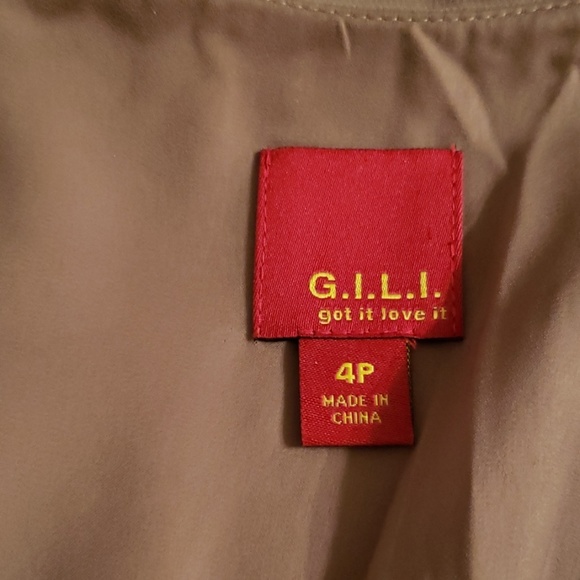 G.I.L.I.
got it love it
4P
MADE IN
CHINA